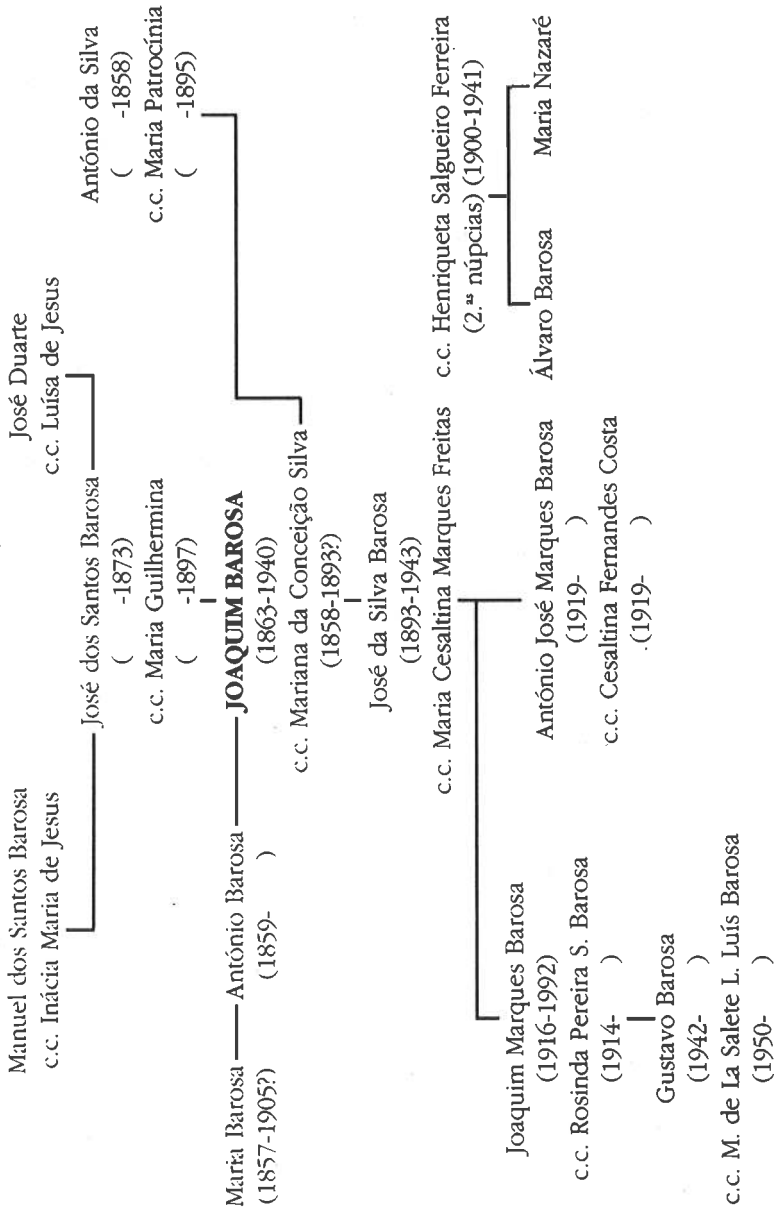 Manuel dos Santos Barosa
c.c. Inácia Maria de Jesus
José Duarte
c.c. Luísa de Jesus
José dos Santos Barosa
(      -1873)
c.c. Maria Guilhermina
(      -1897)
António da Silva
(      -1858)
c.c. Maria Patrocínia
(      -1895)
Maria Barosa
(1857-1905?)
António Barosa
(1859-      )
JOAQUIM BAROSA
(1863-1940)
c.c. Mariana da Conceição Silva
(1858-1893?)
José da Silva Barosa
(1893-1943)
c.c. Maria Cesaltina Marques Freitas
c.c. Henriqueta Salgueiro Ferreira
(2.as núpcias) (1900-1941)
Joaquim Marques Barosa
(1916-1992)
c.c. Rosinda Pereira S. Barosa
(1914-      )
António José Marques Barosa
(1919-      )
c.c. Cesaltina Fernandes Costa
(1919-      )
Álvaro Barosa
Maria Nazaré
Gustavo Barosa
(1942-      )
c.c. M. de La Salete L. Luís Barosa
(1950-      )